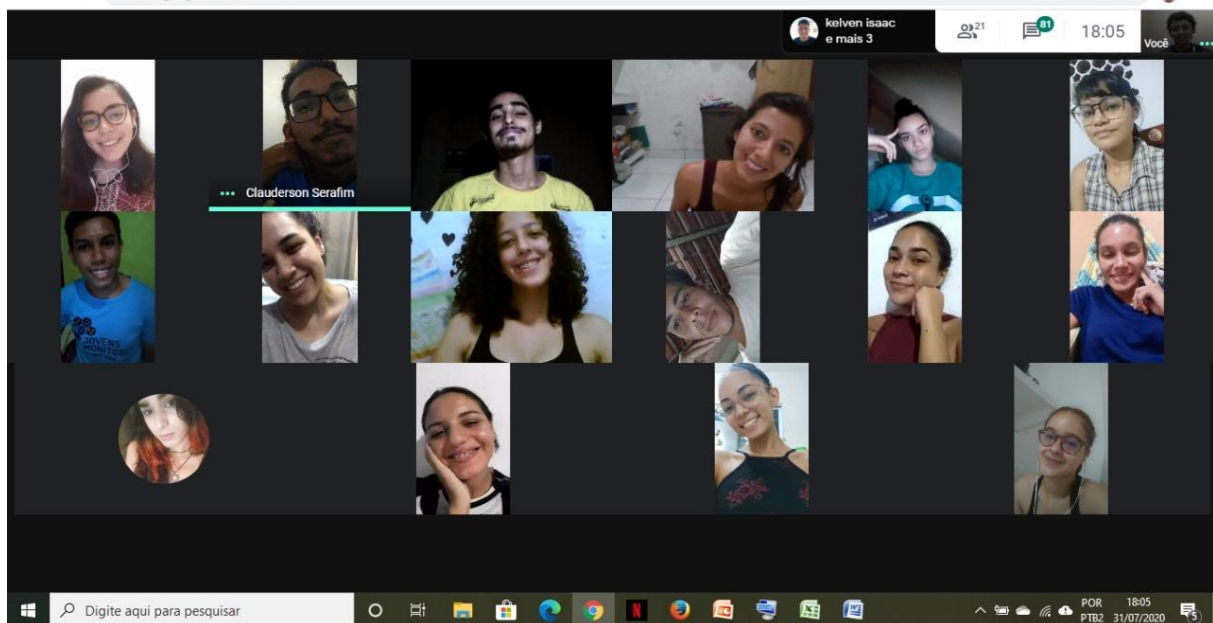 kelven isaac
e mais 3
21
81
18:05
Você
Clauderson Serafim
JOVENS
Digite aqui para pesquisar
POR
PTB2
18:05
31/07/2020
5